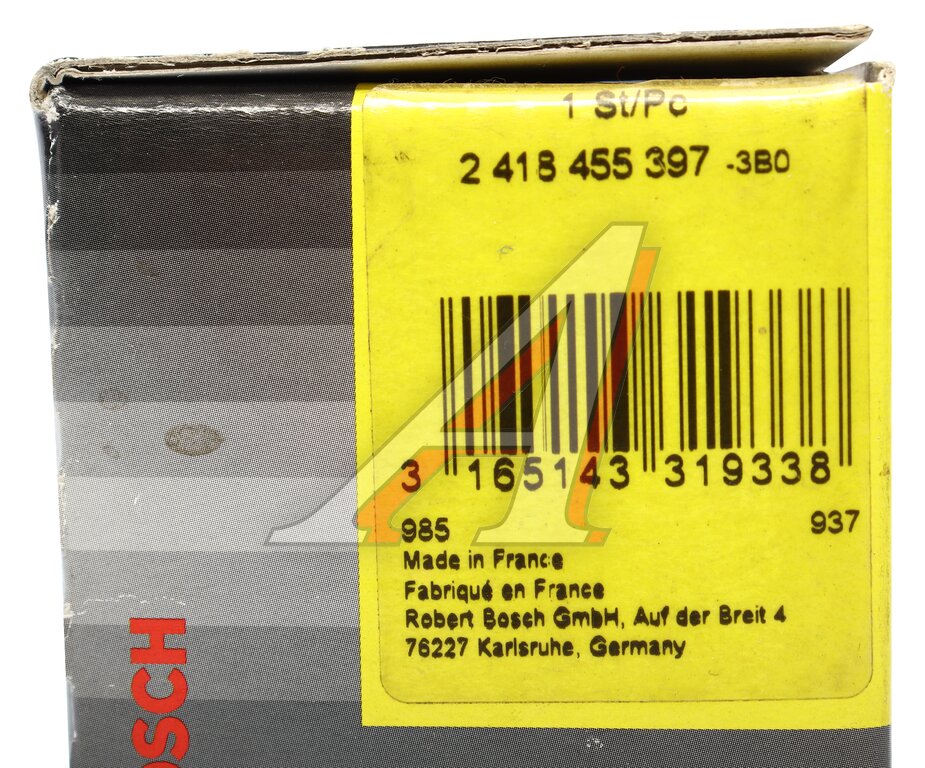 1 St/Pc
2 418 455 397 -3B0
3 165143 319338
985 937
Made in France
Fabriqué en France
Robert Bosch GmbH, Auf der Breit 4
76227 Karlsruhe, Germany
BOSCH